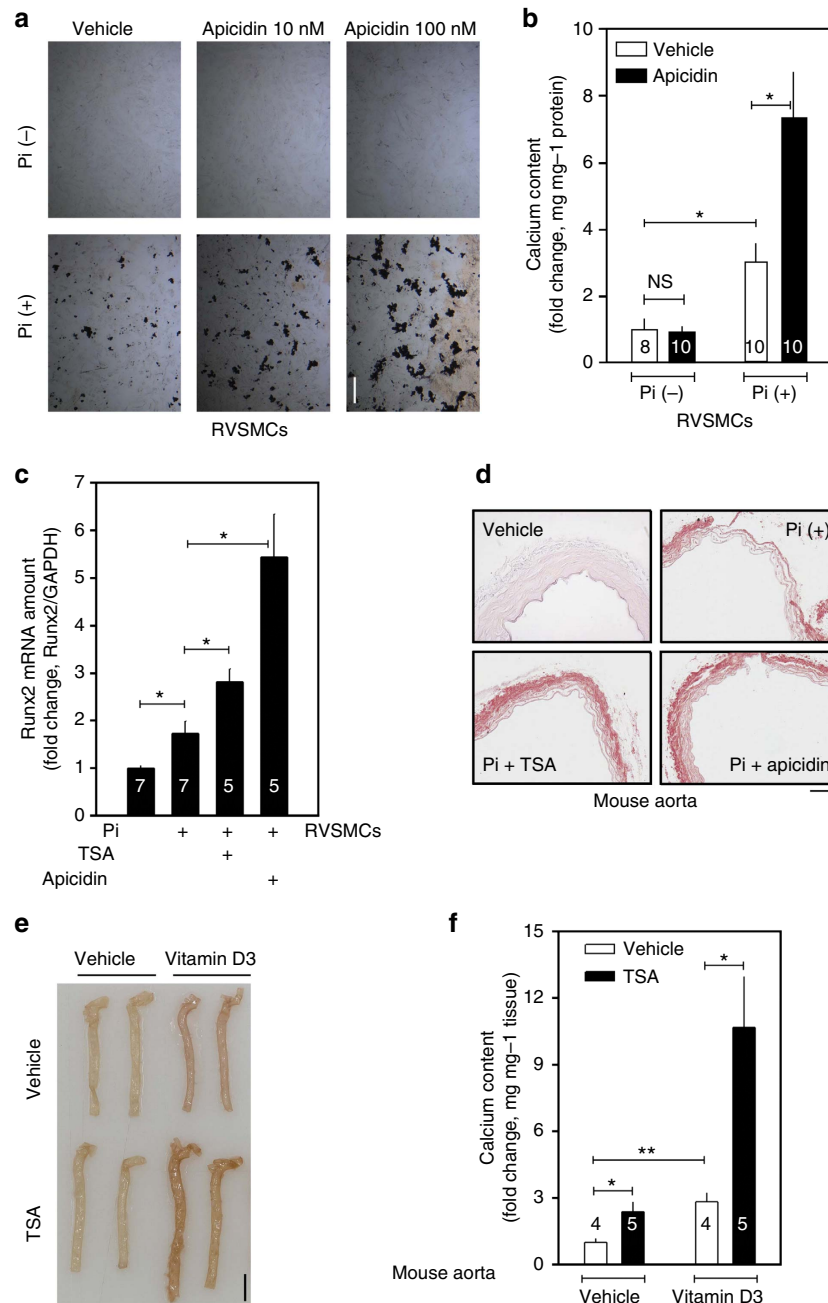 a
Vehicle
Apicidin 10 nM
Apicidin 100 nM
Pi (–)
Pi (+)
RVSMCs
b
Calcium content
(fold change, mg mg–1 protein)
10
8
6
4
2
0
Vehicle
Apicidin
*
*
NS
8
10
10
10
Pi (–)
Pi (+)
RVSMCs
c
Runx2 mRNA amount
(fold change, Runx2/GAPDH)
7
6
5
4
3
2
1
0
*
*
*
7
7
5
5
Pi + + + RVSMCs
TSA +
Apicidin +
d
Vehicle
Pi (+)
Pi + TSA
Pi + apicidin
Mouse aorta
e
Vehicle
Vitamin D3
Vehicle
TSA
Mouse aorta
f
Calcium content
(fold change, mg mg–1 tissue)
15
12
9
6
3
0
Vehicle
TSA
*
**
*
4
5
4
5
Vehicle
Vitamin D3